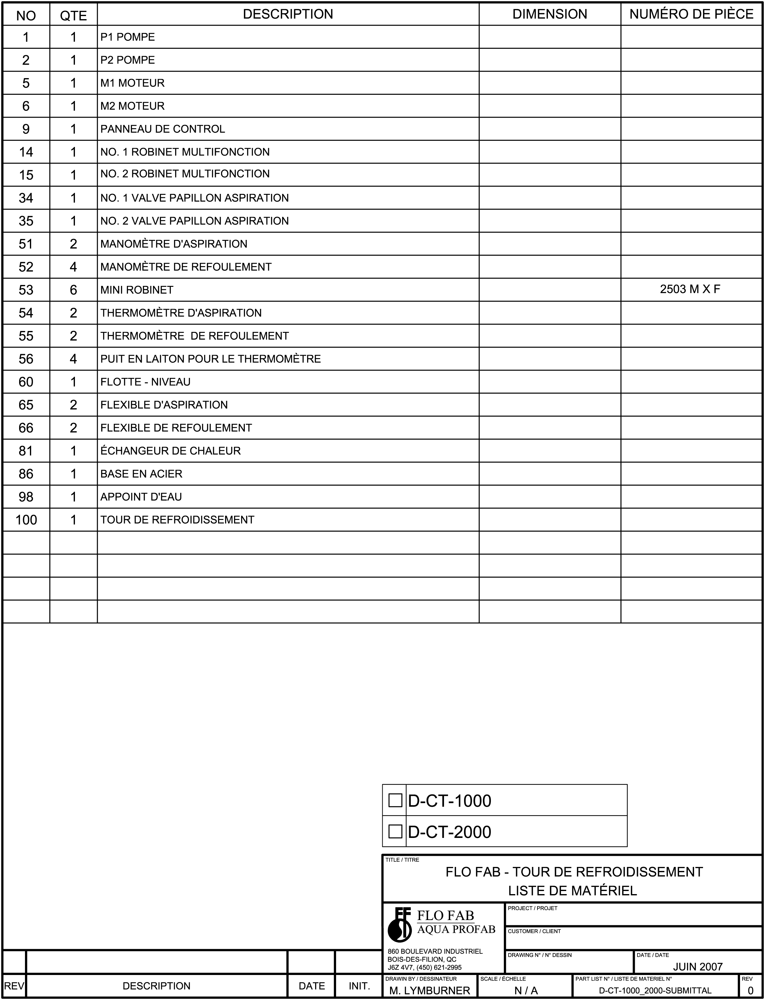 NO QTE DESCRIPTION DIMENSION NUMÉRO DE PIÈCE
1 1 P1 POMPE
2 1 P2 POMPE
5 1 M1 MOTEUR
6 1 M2 MOTEUR
9 1 PANNEAU DE CONTROL
14 1 NO. 1 ROBINET MULTIFONCTION
15 1 NO. 2 ROBINET MULTIFONCTION
34 1 NO. 1 VALVE PAPILLON ASPIRATION
35 1 NO. 2 VALVE PAPILLON ASPIRATION
51 2 MANOMÈTRE D'ASPIRATION
52 4 MANOMÈTRE DE REFOULEMENT
53 6 MINI ROBINET 2503 M X F
54 2 THERMOMÈTRE D'ASPIRATION
55 2 THERMOMÈTRE DE REFOULEMENT
56 4 PUIT EN LAITON POUR LE THERMOMÈTRE
60 1 FLOTTE - NIVEAU
65 2 FLEXIBLE D'ASPIRATION
66 2 FLEXIBLE DE REFOULEMENT
81 1 ÉCHANGEUR DE CHALEUR
86 1 BASE EN ACIER
98 1 APPOINT D'EAU
100 1 TOUR DE REFROIDISSEMENT
D-CT-1000
D-CT-2000
TITLE / TITRE
FLO FAB - TOUR DE REFROIDISSEMENT
LISTE DE MATÉRIEL
FLO FAB
AQUA PROFAB
860 BOULEVARD INDUSTRIEL
BOIS-DES-FILION, QC
J6Z 4V7, (450) 621-2995
PROJECT / PROJET
CUSTOMER / CLIENT
DRAWING N° / N° DESSIN
DATE / DATE
JUIN 2007
REV DESCRIPTION DATE INIT.
DRAWIN BY / DESSINATEUR
M. LYMBURNER
SCALE / ÉCHELLE
N / A
PART LIST N° / LISTE DE MATERIEL N°
D-CT-1000_2000-SUBMITTAL
REV
0